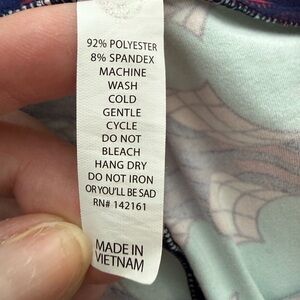 92% POLYESTER
8% SPANDEX
MACHINE
WASH
COLD
GENTLE
CYCLE
DO NOT
BLEACH
HANG DRY
DO NOT IRON
OR YOU'LL BE SAD
RN# 142161
MADE IN
VIETNAM